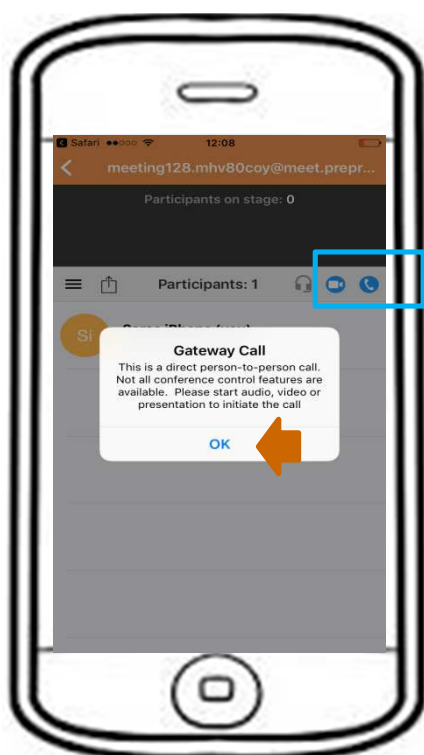 Safari 12:08
meeting128.mhv80coy@meet.prepr...
Participants on stage: 0
Participants: 1
Si
iPhone (you)
Gateway Call
This is a direct person-to-person call.
Not all conference control features are
available. Please start audio, video or
presentation to initiate the call
OK